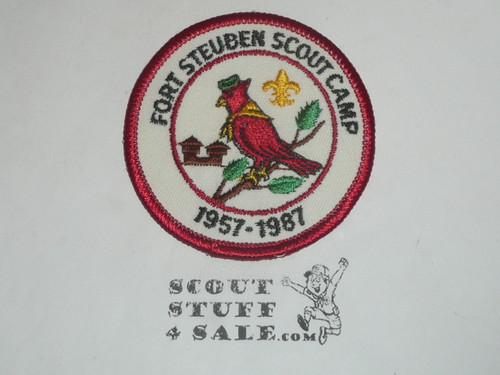 FORT STEUBEN SCOUT CAMP
1957-1987
SCOUT
STUFF
4 SALE.COM